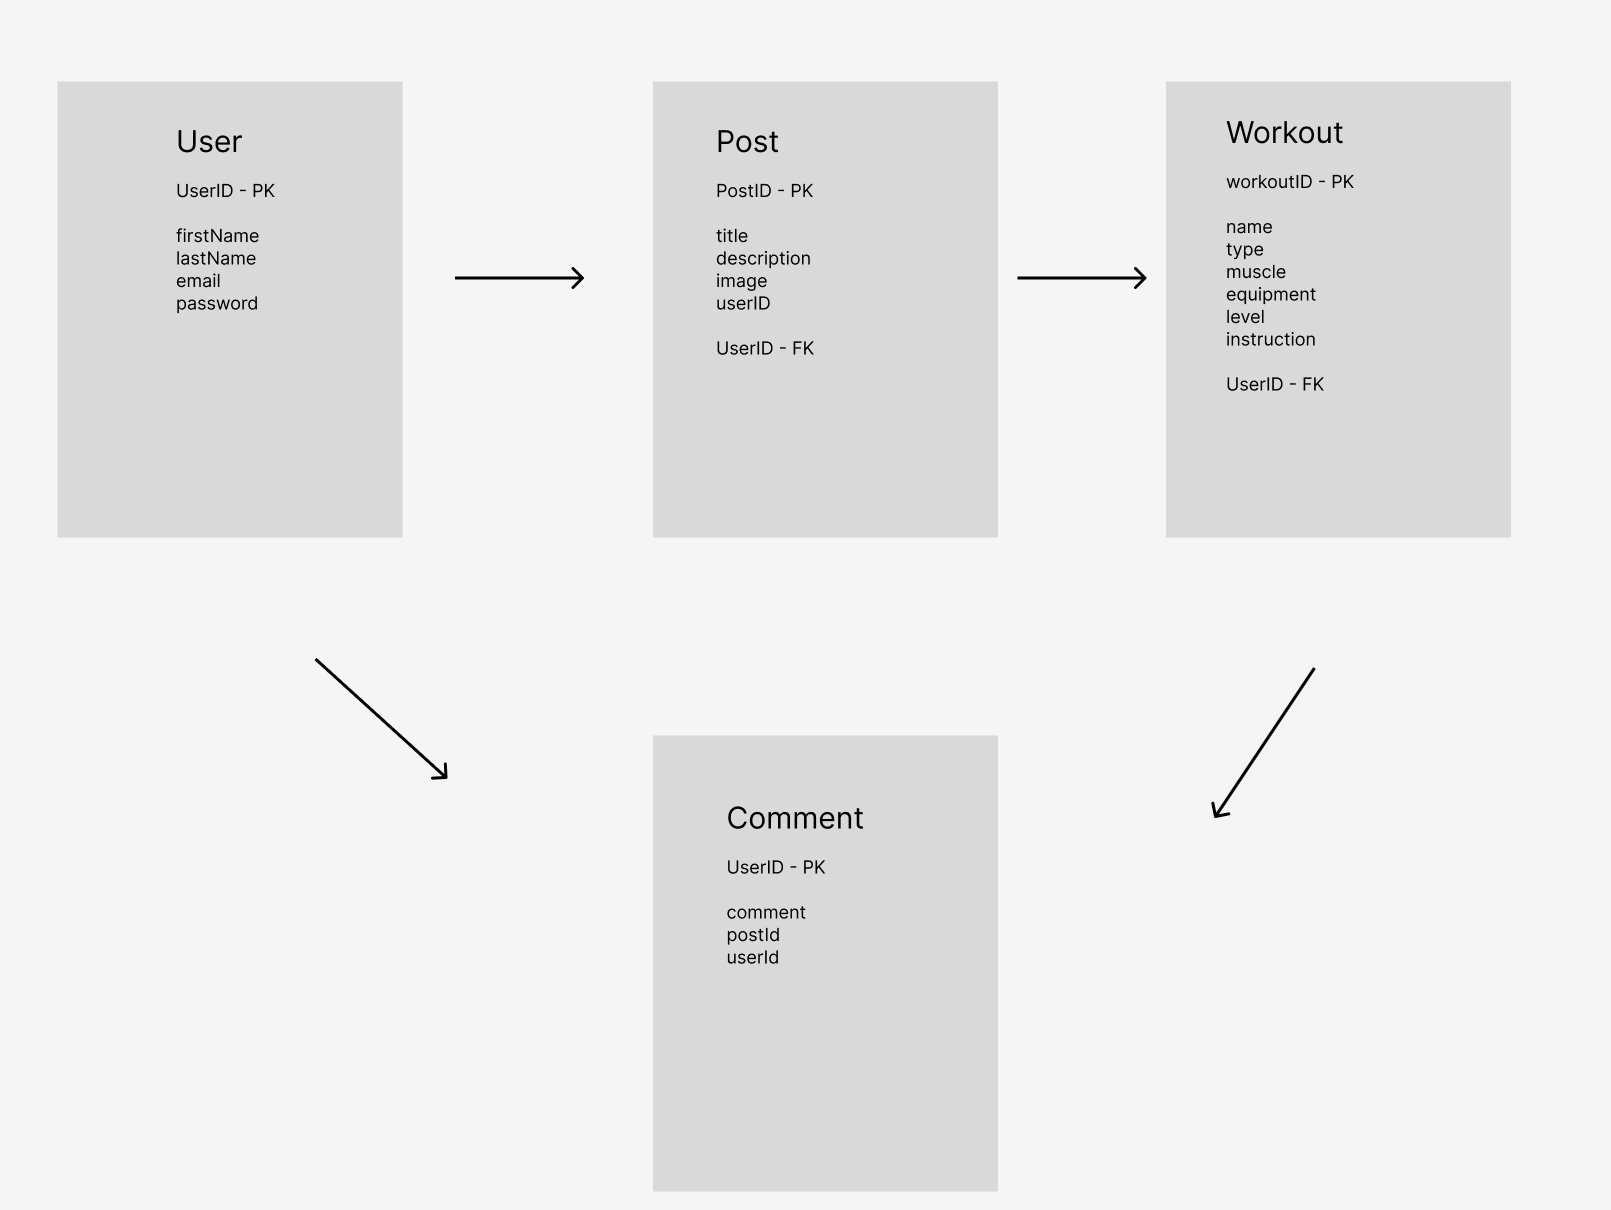 User
UserID - PK
firstName
lastName
email
password
Post
PostID - PK
title
description
image
userID
UserID - FK
Workout
workoutID - PK
name
type
muscle
equipment
level
instruction
UserID - FK
Comment
UserID - PK
comment
postId
userId